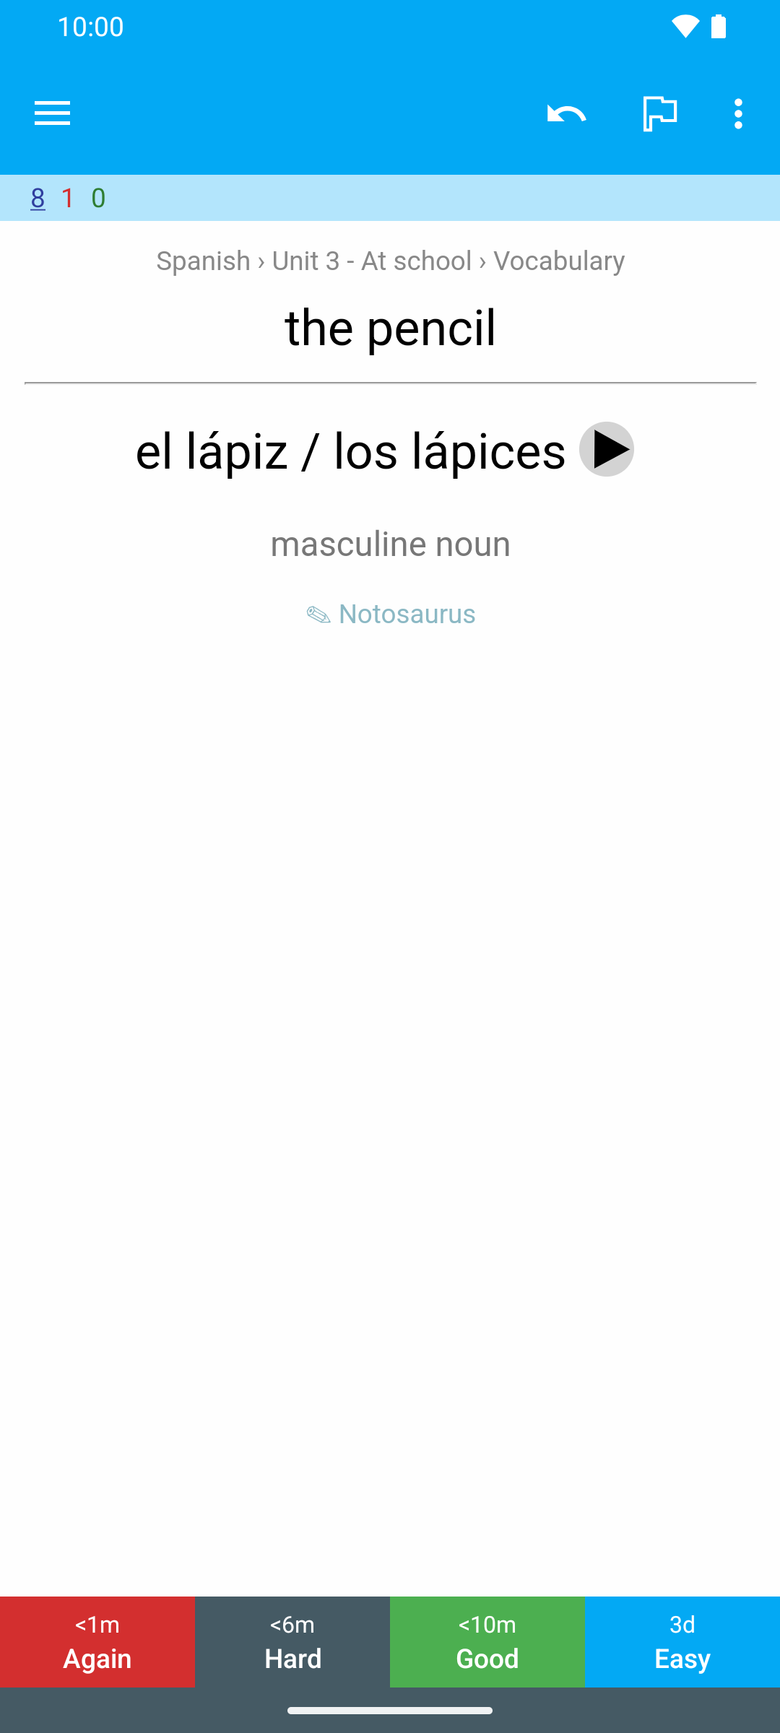 10:00
8 1 0
Spanish › Unit 3 - At school › Vocabulary
the pencil
el lápiz / los lápices
masculine noun
✎ Notosaurus
<1m <6m <10m 3d
Again Hard Good Easy